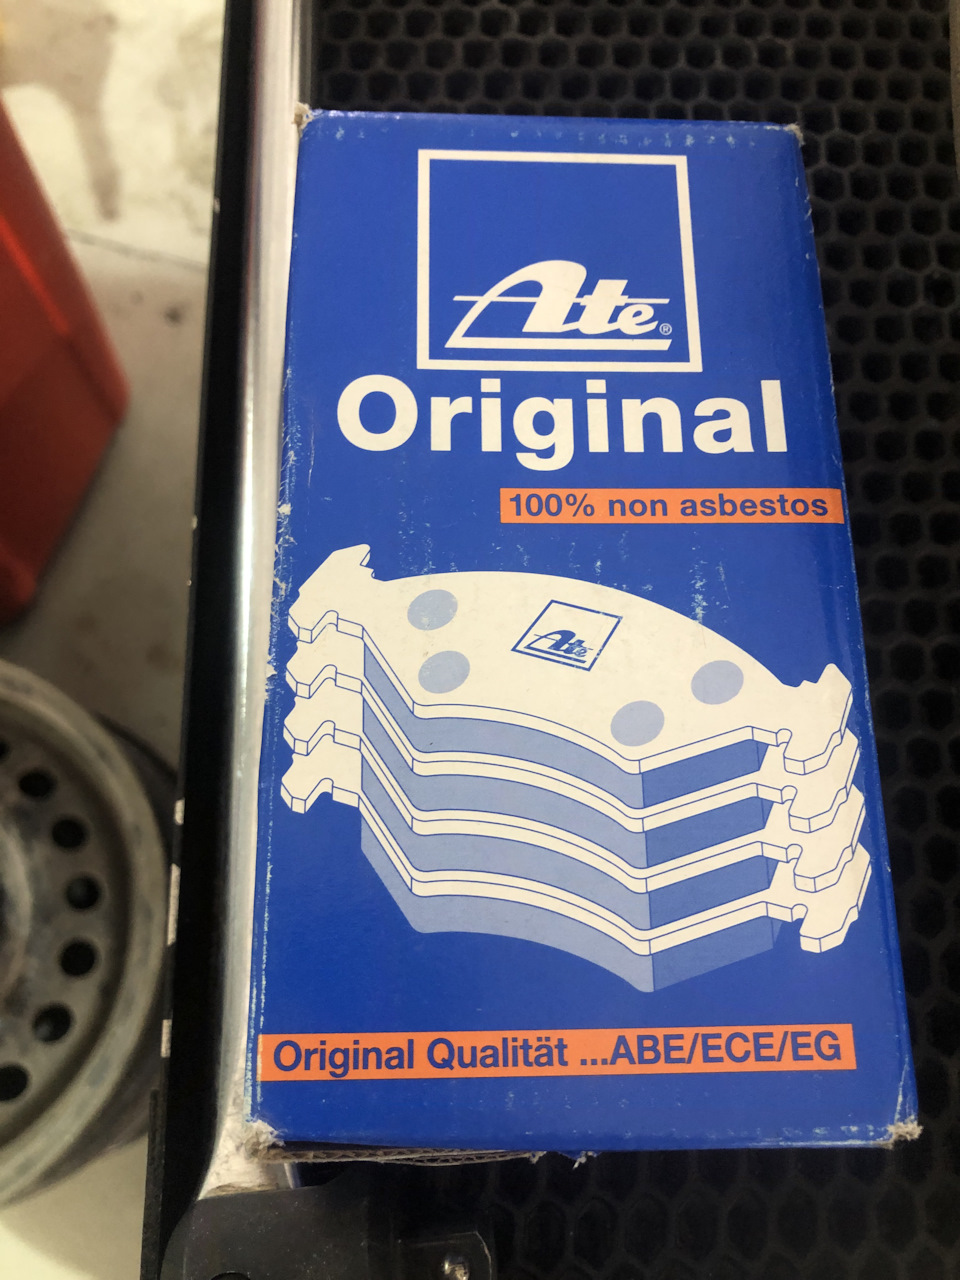 Ate®
Original
100% non asbestos
Ate
Original Qualität ...ABE/ECE/EG